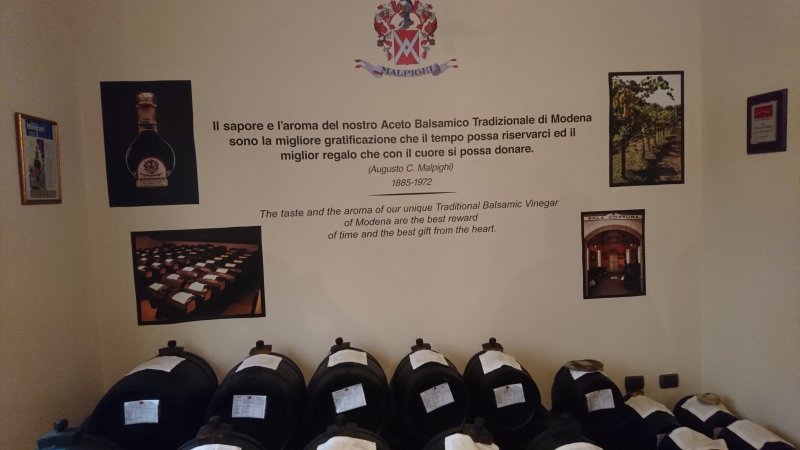 MALPIGHI
Il sapore e l'aroma del nostro Aceto Balsamico Tradizionale di Modena
sono la migliore gratificazione che il tempo possa riservarci ed il
miglior regalo che con il cuore si possa donare.
(Augusto C. Malpighi)
1885-1972
The taste and the aroma of our unique Traditional Balsamic Vinegar
of Modena are the best reward
of time and the best gift from the heart.
SALA COTTURA